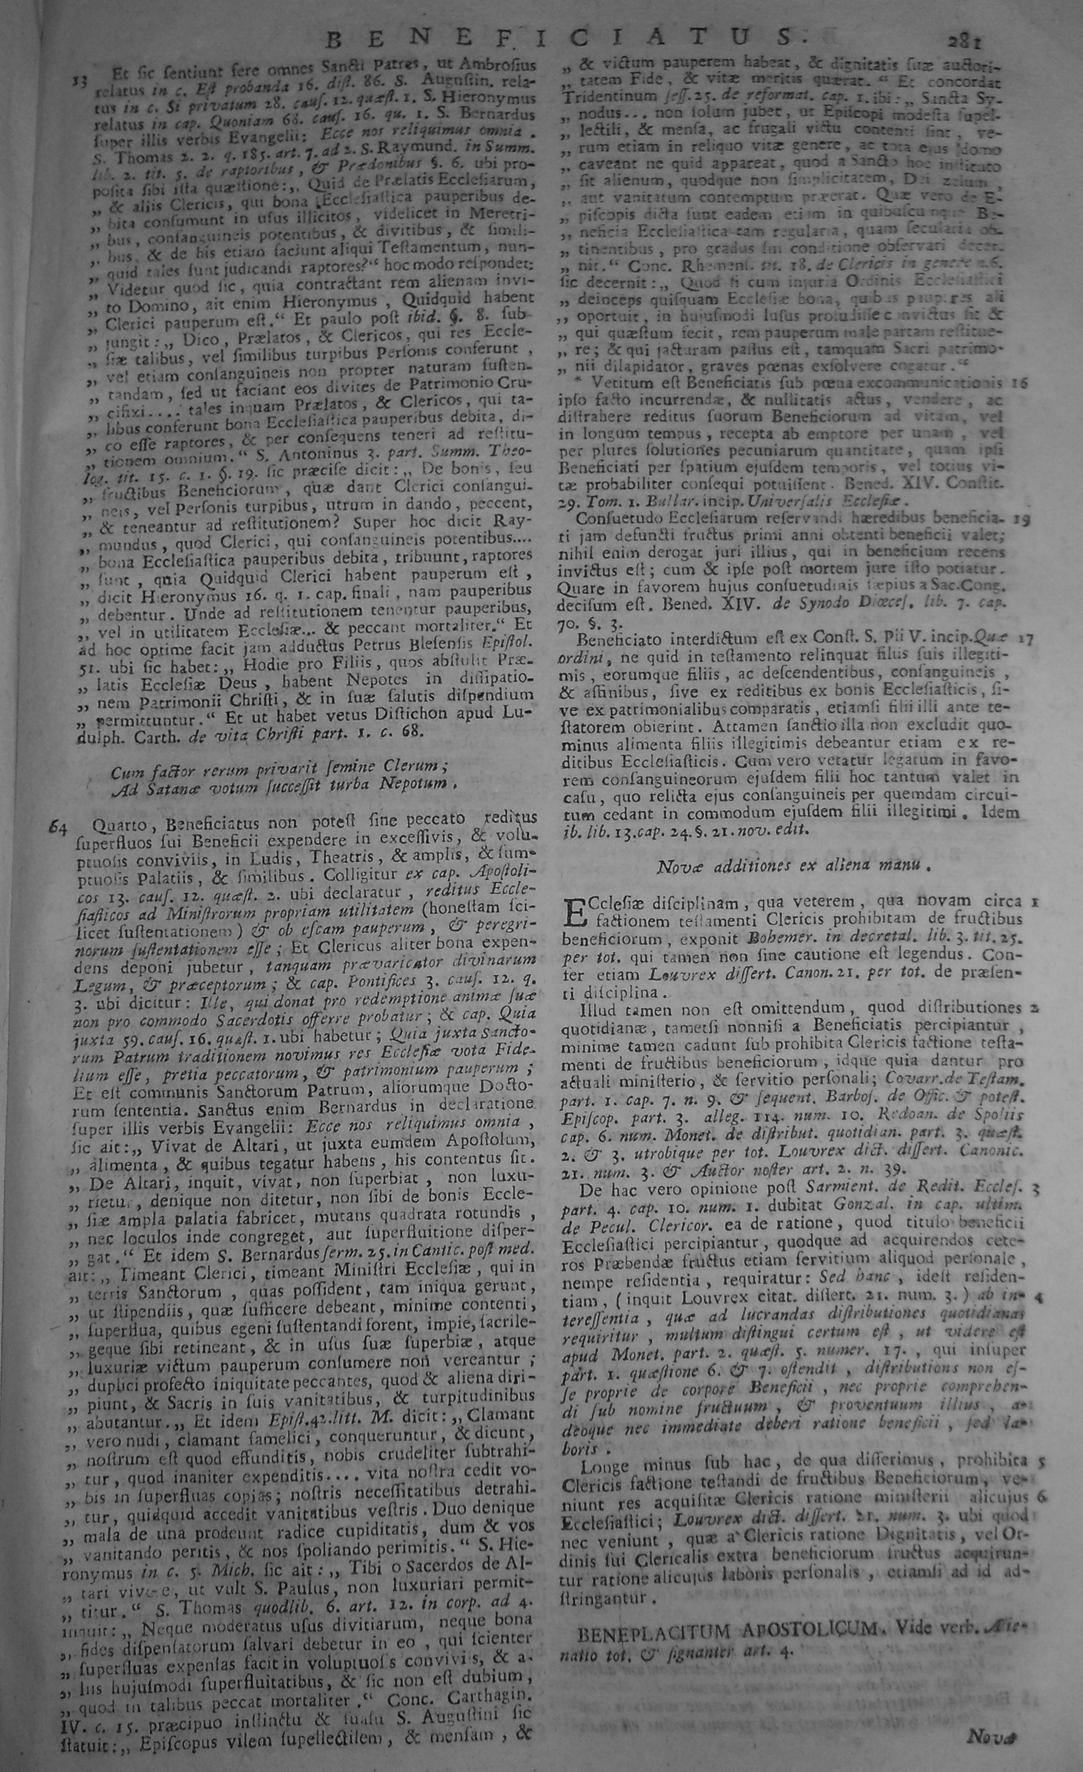 BENEFICIATUS.
281
13 Et sic sentiunt fere omnes Sancti Patres, ut Ambrosius
relatus in c. Est probanda 16. dist. 86. S. Augustin. rela-
tus in c. Si privatum 28. caus. 12. quæst. 1. S. Hieronymus
relatus in cap. Quoniam 68. caus. 16. qu. 1. S. Bernardus
super illis verbis Evangelii: Ecce nos reliquimus omnia.
S. Thomas 2. 2. q. 185. art. 7. ad 2. S. Raymund. in Summ.
lib. 2. tit. 5. de raptoribus, & Prædonibus §. 6. ubi pro-
posita sibi ista quæstione: „ Quid de Prælatis Ecclesiarum,
„ & aliis Clericis, qui bona Ecclesiastica pauperibus de-
„ bita consumunt in usus illicitos, videlicet in Meretri-
„ bus, consanguineis potentibus, & divitibus, & simili-
„ bus, & de his etiam faciunt aliqui Testamentum, nun-
„ quid tales sunt judicandi raptores?“ hoc modo respondet:
„ Videtur quod sic, quia contractant rem alienam invi-
„ to Domino, ait enim Hieronymus, Quidquid habent
„ Clerici pauperum est.“ Et paulo post ibid. §. 8. sub-
jungit: „ Dico, Prælatos, & Clericos, qui res Eccle-
„ siæ talibus, vel similibus turpibus Personis conferunt,
„ vel etiam consanguineis non propter naturam susten-
„ tandam, sed ut faciant eos divites de Patrimonio Cru-
„ cifixi.... tales inquam Prælatos, & Clericos, qui ta-
„ libus conferunt bona Ecclesiastica pauperibus debita, di-
„ co esse raptores, & per consequens teneri ad restitu-
„ tionem omnium.“ S. Antoninus 3. part. Summ. Theo-
log. tit. 15. c. 1. §. 19. sic præcise dicit: „ De bonis, seu
„ fructibus Beneficiorum, quæ dant Clerici consangui-
„ neis, vel Personis turpibus, utrum in dando, peccent,
„ & teneantur ad restitutionem? Super hoc dicit Ray-
„ mundus, quod Clerici, qui consanguineis potentibus....
„ bona Ecclesiastica pauperibus debita, tribuunt, raptores
„ sunt, quia Quidquid Clerici habent pauperum est,
„ dicit Hieronymus 16. q. 1. cap. finali, nam pauperibus
„ debentur. Unde ad restitutionem tenentur pauperibus,
„ vel in utilitatem Ecclesiæ... & peccant mortaliter.“ Et
ad hoc optime facit jam adductus Petrus Blesensis Epistol.
51. ubi sic habet: „ Hodie pro Filiis, quos abstulit Præ-
„ latis Ecclesiæ Deus, habent Nepotes in dissipatio-
„ nem Patrimonii Christi, & in suæ salutis dispendium
„ permittuntur.“ Et ut habet vetus Distichon apud Lu-
dulph. Carth. de vita Christi part. 1. c. 68.
Cum factor rerum privarit semine Clerum;
Ad Satanæ votum successit turba Nepotum.
64 Quarto, Beneficiatus non potest sine peccato reditus
superfluos sui Beneficii expendere in excessivis, & volu-
ptuosis conviviis, in Ludis, Theatris, & amplis, & sum-
ptuosis Palatiis, & similibus. Colligitur ex cap. Apostoli-
cos 13. caus. 12. quæst. 2. ubi declaratur, reditus Eccle-
siasticos ad Ministrorum propriam utilitatem (honestam sci-
licet sustentationem) & ob escam pauperum, & peregri-
norum sustentationem esse; Et Clericus aliter bona expen-
dens deponi jubetur, tanquam prævaricator divinarum
Legum, & præceptorum; & cap. Pontifices 3. caus. 12. q.
3. ubi dicitur: Ille, qui donat pro redemptione animæ suæ
non pro commodo Sacerdotis offerre probatur; & cap. Quia
juxta 59. caus. 16. quæst. 1. ubi habetur; Quia juxta Sancto-
rum Patrum traditionem novimus res Ecclesiæ vota Fide-
lium esse, pretia peccatorum, & patrimonium pauperum;
Et est communis Sanctorum Patrum, aliorumque Docto-
rum sententia. Sanctus enim Bernardus in declaratione
super illis verbis Evangelii: Ecce nos reliquimus omnia,
sic ait: „ Vivat de Altari, ut juxta eumdem Apostolum,
„ alimenta, & quibus tegatur habens, his contentus sit.
„ De Altari, inquit, vivat, non superbiat, non luxu-
„ rietur, denique non ditetur, non sibi de bonis Eccle-
„ siæ ampla palatia fabricet, mutans quadrata rotundis,
„ nec loculos inde congreget, aut superfluitione disper-
„ gat.“ Et idem S. Bernardus serm. 25. in Cantic. post med.
ait: „ Timeant Clerici, timeant Ministri Ecclesiæ, qui in
„ terris Sanctorum, quas possident, tam iniqua gerunt,
„ ut stipendiis, quæ sufficere debeant, minime contenti,
„ superflua, quibus egeni sustentandi forent, impie, sacrile-
„ geque sibi retineant, & in usus suæ superbiæ, atque
„ luxuriæ victum pauperum consumere non vereantur;
„ duplici profecto iniquitate peccantes, quod & aliena diri-
„ piunt, & Sacris in suis vanitatibus, & turpitudinibus
„ abutantur.„ Et idem Epist. 42. litt. M. dicit: „ Clamant
„ vero nudi, clamant famelici, conqueruntur, & dicunt,
„ nostrum est quod effunditis, nobis crudeliter subtrahi-
„ tur, quod inaniter expenditis.... vita nostra cedit vo-
„ bis in superfluas copias; nostris necessitatibus detrahi-
„ tur, quidquid accedit vanitatibus vestris. Duo denique
„ mala de una prodeunt radice cupiditatis, dum & vos
„ vanitando peritis, & nos spoliando perimitis.“ S. Hie-
ronymus in c. 5. Mich. sic ait: „ Tibi o Sacerdos de Al-
„ tari vivere, ut vult S. Paulus, non luxuriari permit-
„ titur.“ S. Thomas quodlib. 6. art. 12. in corp. ad 4.
inquit: „ Neque moderatus usus divitiarum, neque bona
„ fides dispensatorum salvari debetur in eo, qui scienter
„ superfluas expensas facit in voluptuosis conviviis, & a-
„ liis hujusmodi superfluitatibus, & sic non est dubium,
„ quod in talibus peccat mortaliter.“ Conc. Carthagin.
IV. c. 15. præcipuo instinctu & suasu S. Augustini sic
statuit: „ Episcopus vilem supellectilem, & mensam, &
„ & victum pauperem habeat, & dignitatis suæ auctori-
„ tatem Fide, & vitæ meritis quærat.“ Et concordat
Tridentinum sess. 25. de reformat. cap. 1. ibi: „ Sancta Sy-
„ nodus... non solum jubet, ut Episcopi modesta supel-
„ lectili, & mensa, ac frugali victu contenti sint, ve-
„ rum etiam in reliquo vitæ genere, ac tota ejus domo
„ caveant ne quid appareat, quod a Sancto hoc instituto
„ sit alienum, quodque non simplicitatem, Dei zelum,
„ aut vanitatum contemptum præferat. Quæ vero de E-
„ piscopis dicta sunt eadem etiam in quibuscunque Be-
„ neficia Ecclesiastica tam regularia, quam secularia ob-
„ tinentibus, pro gradus sui conditione observari decer-
„ nit.“ Conc. Rhemens. tit. 18. de Clericis in genere n.6.
sic decernit: „ Quod si cum injuria Ordinis Ecclesiastici
„ deinceps quisquam Ecclesiæ bona, quibus pauperes ali
„ oportuit, in hujusmodi lusus profudisse convictus sit &
„ qui quæstum fecit, rem pauperum male partam restitue-
„ re; & qui jacturam passus est, tamquam Sacri patrimo-
„ nii dilapidator, graves poenas exsolvere cogatur.“
* Vetitum est Beneficiatis sub poena excommunicationis 16
ipso facto incurrendæ, & nullitatis actus, vendere, ac
distrahere reditus suorum Beneficiorum ad vitam, vel
in longum tempus, recepta ab emptore per unam, vel
per plures solutiones pecuniarum quantitate, quam ipsi
Beneficiati per spatium ejusdem temporis, vel totius vi-
tæ probabiliter consequi potuissent. Bened. XIV. Constit.
29. Tom. 1. Bullar. incip. Universalis Ecclesiæ.
Consuetudo Ecclesiarum reservandi hæredibus beneficia- 19
ti jam defuncti fructus primi anni obtenti beneficii valet;
nihil enim derogat juri illius, qui in beneficium recens
invictus est; cum & ipse post mortem jure isto potiatur.
Quare in favorem hujus consuetudinis sæpius a Sac. Cong.
decisum est. Bened. XIV. de Synodo Dioeces. lib. 7. cap.
70. §. 3.
Beneficiato interdictum est ex Const. S. Pii V. incip. Quæ 17
ordini, ne quid in testamento relinquat filiis suis illegiti-
mis, eorumque filiis, ac descendentibus, consanguineis,
& affinibus, sive ex reditibus ex bonis Ecclesiasticis, si-
ve ex patrimonialibus comparatis, etiamsi filii illi ante te-
statorem obierint. Attamen sanctio illa non excludit quo-
minus alimenta filiis illegitimis debeantur etiam ex re-
ditibus Ecclesiasticis. Cum vero vetatur legatum in favo-
rem consanguineorum ejusdem filii hoc tantum valet in
casu, quo relicta ejus consanguineis per quemdam circui-
tum cedant in commodum ejusdem filii illegitimi. Idem
ib. lib. 13. cap. 24. §. 21. nov. edit.
Novæ additiones ex aliena manu.
ECclesiæ disciplinam, qua veterem, qua novam circa 1
factionem testamenti Clericis prohibitam de fructibus
beneficiorum, exponit Bohemer. in decretal. lib. 3. tit. 25.
per tot. qui tamen non sine cautione est legendus. Con-
fer etiam Louvrex dissert. Canon. 21. per tot. de præsen-
ti disciplina.
Illud tamen non est omittendum, quod distributiones 2
quotidianæ, tametsi nonnisi a Beneficiatis percipiantur,
minime tamen cadunt sub prohibita Clericis factione testa-
menti de fructibus beneficiorum, idque quia dantur pro
actuali ministerio, & servitio personali; Covarr. de Testam.
part. 1. cap. 7. n. 9. & sequent. Barbos. de Offic. & potest.
Episcop. part. 3. alleg. 114. num. 10. Redoan. de Spoliis
cap. 6. num. Monet. de distribut. quotidian. part. 3. quæst.
2. & 3. utrobique per tot. Louvrex dict. dissert. Canonic.
21. num. 3. & Auctor noster art. 2. n. 39.
De hac vero opinione post Sarmient. de Redit. Eccles. 3
part. 4. cap. 10. num. 1. dubitat Gonzal. in cap. ultim.
de Pecul. Clericor. ea de ratione, quod titulo beneficii
Ecclesiastici percipiantur, quodque ad acquirendos cete-
ros Præbendæ fructus etiam servitium aliquod personale,
nempe residentia, requiratur: Sed hanc, idest residen-
tiam, (inquit Louvrex citat. dissert. 21. num. 3.) ab in- 4
teressentia, quæ ad lucrandas distributiones quotidianas
requiritur, multum distingui certum est, ut videre est
apud Monet. part. 2. quæst. 5. numer. 17., qui insuper
part. 1. quæstione 6. & 7. ostendit, distributions non es-
se proprie de corpore Beneficii, nec proprie comprehen-
di sub nomine fructuum, & proventuum illius, a-
deoque nec immediate deberi ratione beneficii, sed la-
boris.
Longe minus sub hac, de qua disserimus, prohibita 5
Clericis factione testandi de fructibus Beneficiorum, ve-
niunt res acquisitæ Clericis ratione ministerii alicujus 6
Ecclesiastici; Louvrex dict. dissert. 21. num. 3. ubi quod
nec veniunt, quæ a Clericis ratione Dignitatis, vel Or-
dinis sui Clericalis extra beneficiorum fructus acquirun-
tur ratione alicujus laboris personalis, etiamsi ad id ad-
stringantur.
BENEPLACITUM APOSTOLICUM. Vide verb. Alie-
natio tot. & signanter art. 4.
Novæ